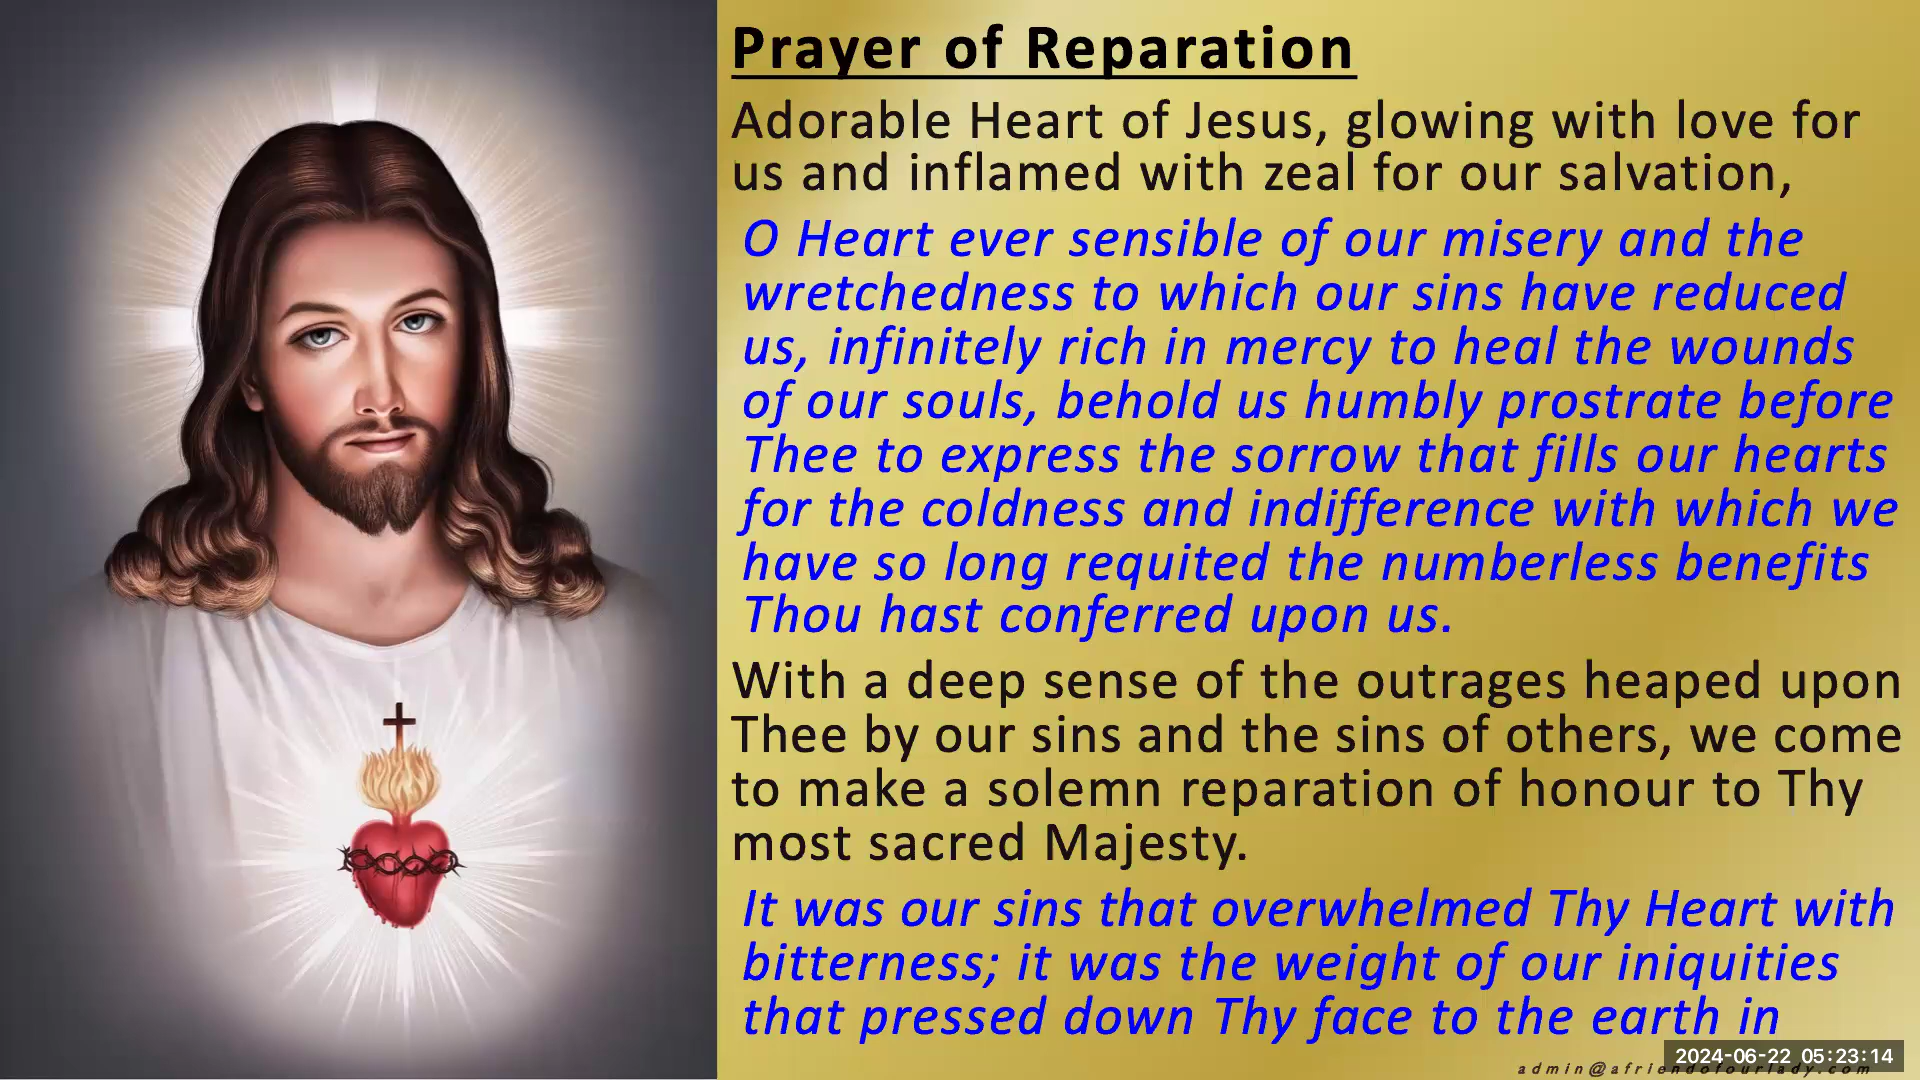 Prayer of Reparation
Adorable Heart of Jesus, glowing with love for
us and inflamed with zeal for our salvation,
O Heart ever sensible of our misery and the
wretchedness to which our sins have reduced
us, infinitely rich in mercy to heal the wounds
of our souls, behold us humbly prostrate before
Thee to express the sorrow that fills our hearts
for the coldness and indifference with which we
have so long requited the numberless benefits
Thou hast conferred upon us.
With a deep sense of the outrages heaped upon
Thee by our sins and the sins of others, we come
to make a solemn reparation of honour to Thy
most sacred Majesty.
It was our sins that overwhelmed Thy Heart with
bitterness; it was the weight of our iniquities
that pressed down Thy face to the earth in
2024-06-22 05:23:14
admin@afriendofourlady.com